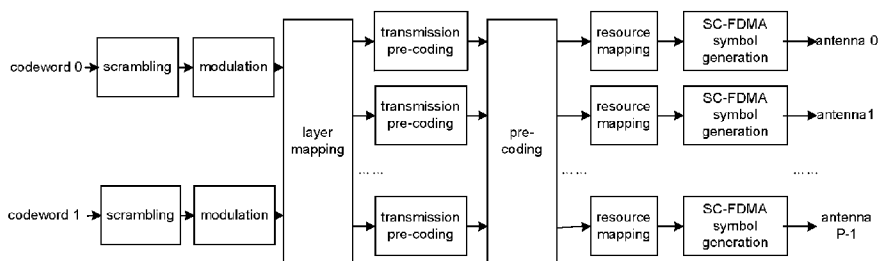 transmission
pre-coding
resource
mapping
SC-FDMA
symbol
generation
antenna 0
codeword 0
scrambling
modulation
transmission
pre-coding
resource
mapping
SC-FDMA
symbol
generation
antenna1
layer
mapping
pre-
coding
... ...
... ...
... ...
codeword 1
scrambling
modulation
transmission
pre-coding
resource
mapping
SC-FDMA
symbol
generation
antenna
P-1